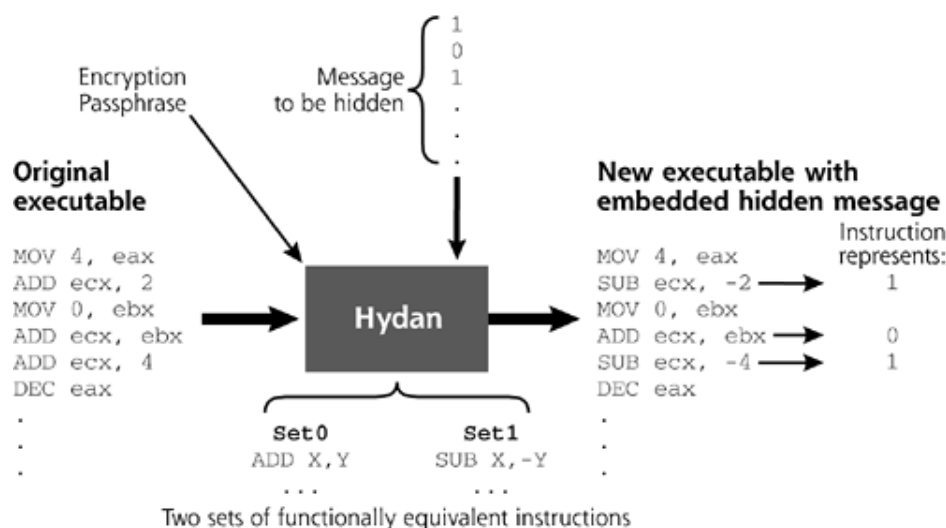 1
0
1
.
.
.
Message
to be hidden
Encryption
Passphrase
Original
executable
MOV 4, eax
ADD ecx, 2
MOV 0, ebx
ADD ecx, ebx
ADD ecx, 4
DEC eax
.
.
.
Hydan
Set0
ADD X,Y
...
Set1
SUB X,-Y
...
Two sets of functionally equivalent instructions
New executable with
embedded hidden message
Instruction
represents:
MOV 4, eax
SUB ecx, -2 1
MOV 0, ebx
ADD ecx, ebx 0
SUB ecx, -4 1
DEC eax
.
.
.